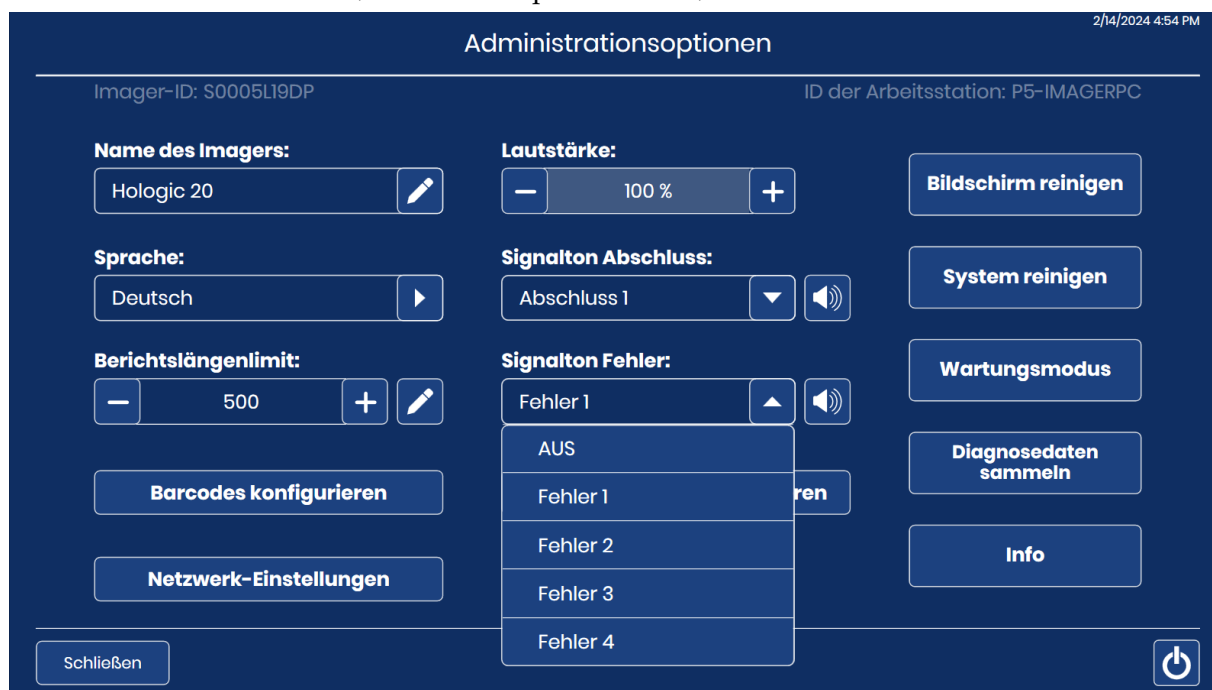 2/14/2024 4:54 PM
Administrationsoptionen
Imager-ID: S0005L19DP
ID der Arbeitsstation: P5-IMAGERPC
Name des Imagers:
Hologic 20
Sprache:
Deutsch
Berichtslängenlimit:
500
Barcodes konfigurieren
Netzwerk-Einstellungen
Lautstärke:
100 %
Signalton Abschluss:
Abschluss 1
Signalton Fehler:
Fehler 1
AUS
Fehler 1
Fehler 2
Fehler 3
Fehler 4
ren
Bildschirm reinigen
System reinigen
Wartungsmodus
Diagnosedaten
sammeln
Info
Schließen